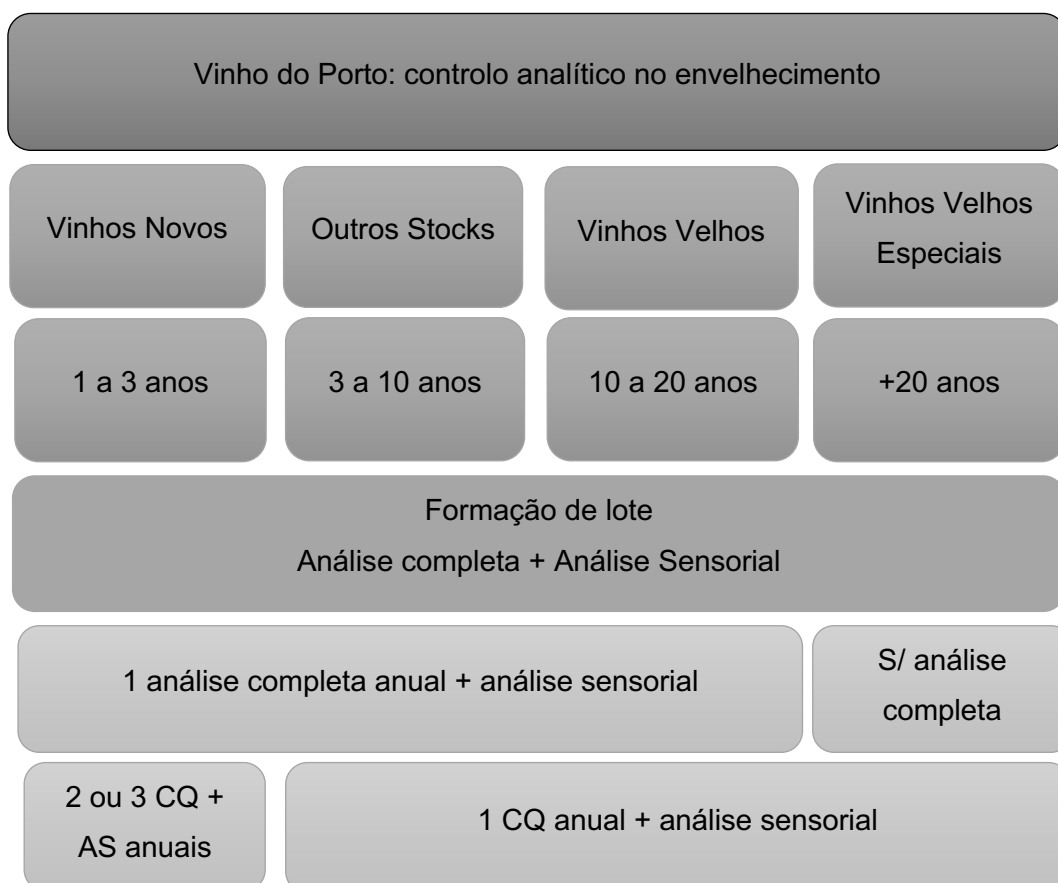 Vinho do Porto: controlo analítico no envelhecimento
Vinhos Novos
Outros Stocks
Vinhos Velhos
Vinhos Velhos
Especiais
1 a 3 anos
3 a 10 anos
10 a 20 anos
+20 anos
Formação de lote
Análise completa + Análise Sensorial
1 análise completa anual + análise sensorial
S/ análise
completa
2 ou 3 CQ +
AS anuais
1 CQ anual + análise sensorial